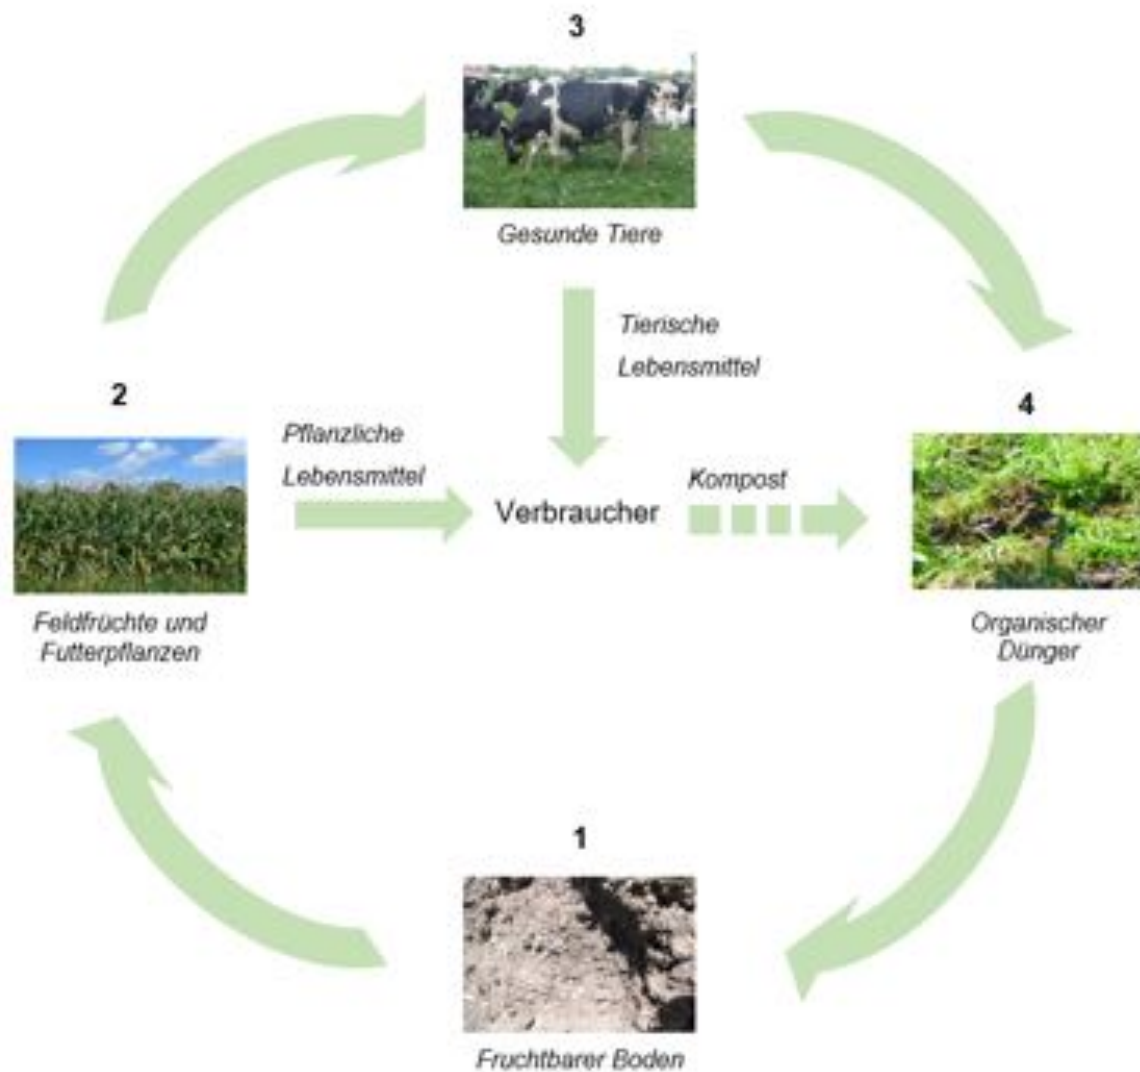 3
Gesunde Tiere
Tierische
Lebensmittel
2
Pflanzliche
Lebensmittel
Verbraucher
Kompost
4
Feldfrüchte und
Futterpflanzen
Organischer
Dünger
1
Fruchtbarer Boden